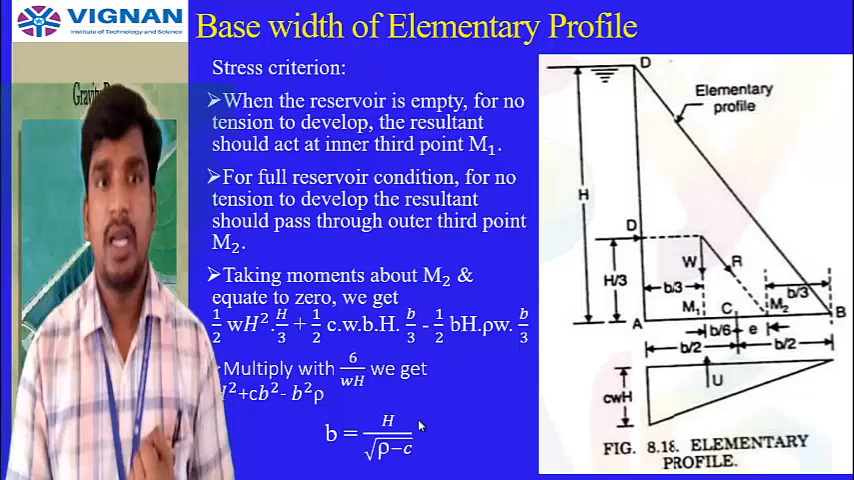 VIGNAN
Institute of Technology and Science
Base width of Elementary Profile
Stress criterion:
➢When the reservoir is empty, for no
tension to develop, the resultant
should act at inner third point M₁.
➢For full reservoir condition, for no
tension to develop the resultant
should pass through outer third point
M₂.
➢Taking moments about M₂ &
equate to zero, we get
1/2 wH².H/3 + 1/2 c.w.b.H. b/3 - 1/2 bH.ρw. b/3
Multiply with 6/wH we get
²+cb²- b²ρ
b = H/√ρ−c
D
Elementary
profile
H
D
H/3
W
R
b/3
b/3
M₁
C
M₂
A
B
b/6
e
b/2
b/2
U
cwH
FIG. 8.18. ELEMENTARY
PROFILE.